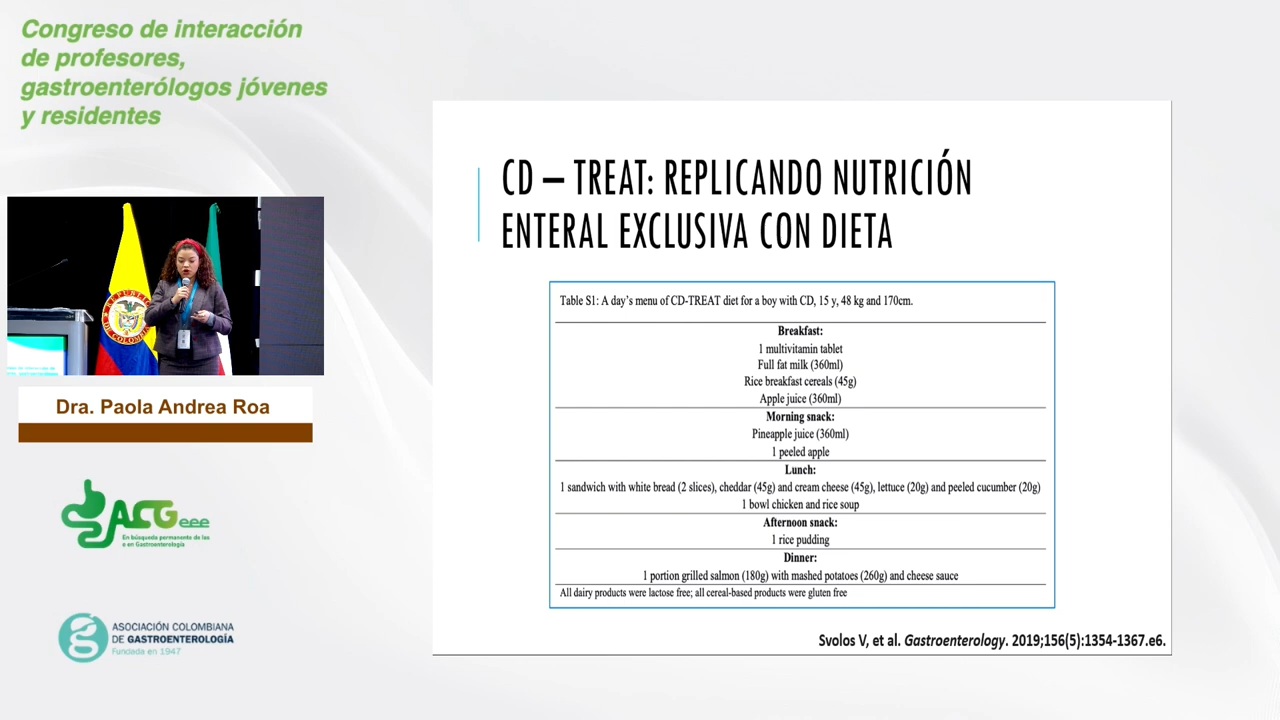 Congreso de interacción
de profesores,
gastroenterólogos jóvenes
y residentes
Dra. Paola Andrea Roa
ACGeee
En búsqueda permanente de las
e en Gastroenterología
ASOCIACIÓN COLOMBIANA
DE GASTROENTEROLOGÍA
Fundada en 1947
CD – TREAT: REPLICANDO NUTRICIÓN
ENTERAL EXCLUSIVA CON DIETA
Table S1: A day's menu of CD-TREAT diet for a boy with CD, 15 y, 48 kg and 170cm.
Breakfast:
1 multivitamin tablet
Full fat milk (360ml)
Rice breakfast cereals (45g)
Apple juice (360ml)
Morning snack:
Pineapple juice (360ml)
1 peeled apple
Lunch:
1 sandwich with white bread (2 slices), cheddar (45g) and cream cheese (45g), lettuce (20g) and peeled cucumber (20g)
1 bowl chicken and rice soup
Afternoon snack:
1 rice pudding
Dinner:
1 portion grilled salmon (180g) with mashed potatoes (260g) and cheese sauce
All dairy products were lactose free; all cereal-based products were gluten free
Svolos V, et al. Gastroenterology. 2019;156(5):1354-1367.e6.